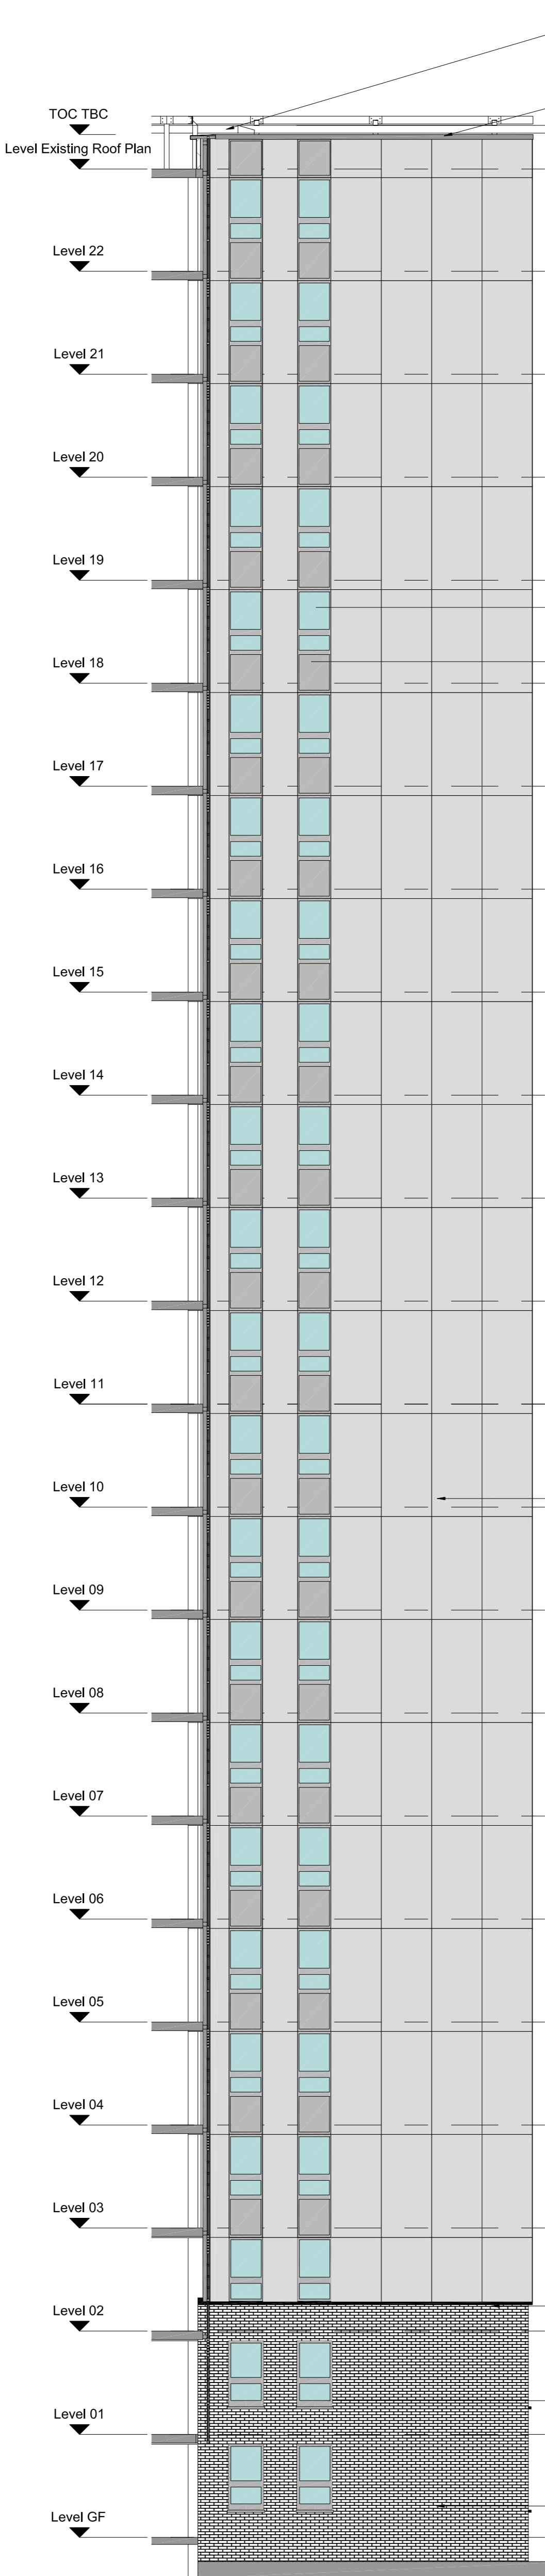 TOC TBC
Level Existing Roof Plan
Level 22
Level 21
Level 20
Level 19
Level 18
Level 17
Level 16
Level 15
Level 14
Level 13
Level 12
Level 11
Level 10
Level 09
Level 08
Level 07
Level 06
Level 05
Level 04
Level 03
Level 02
Level 01
Level GF